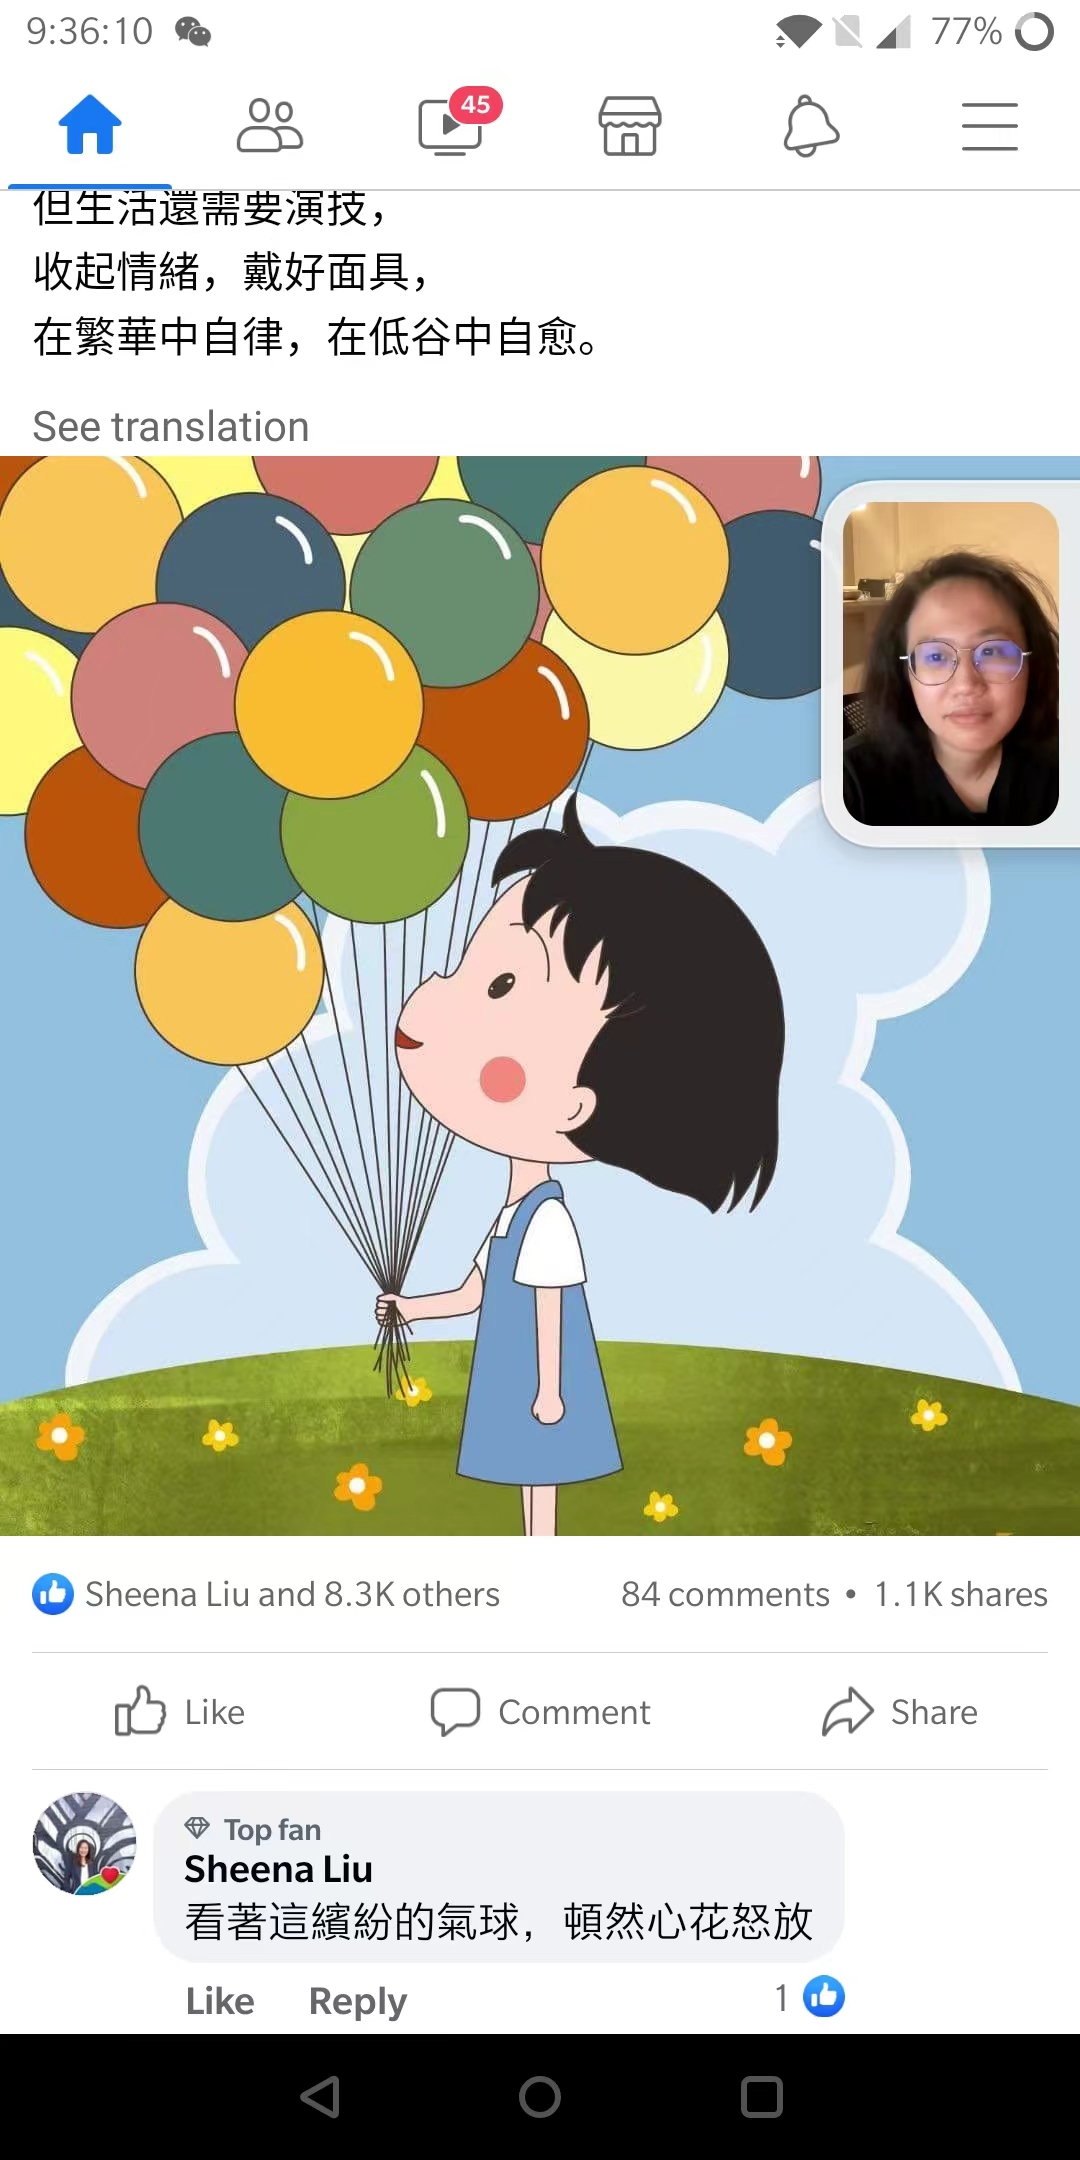 9:36:10
77%
45
但生活還需要演技，
收起情緒，戴好面具，
在繁華中自律，在低谷中自愈。
See translation
Sheena Liu and 8.3K others
84 comments • 1.1K shares
Like
Comment
Share
Top fan
Sheena Liu
看著這繽紛的氣球，頓然心花怒放
Like
Reply
1